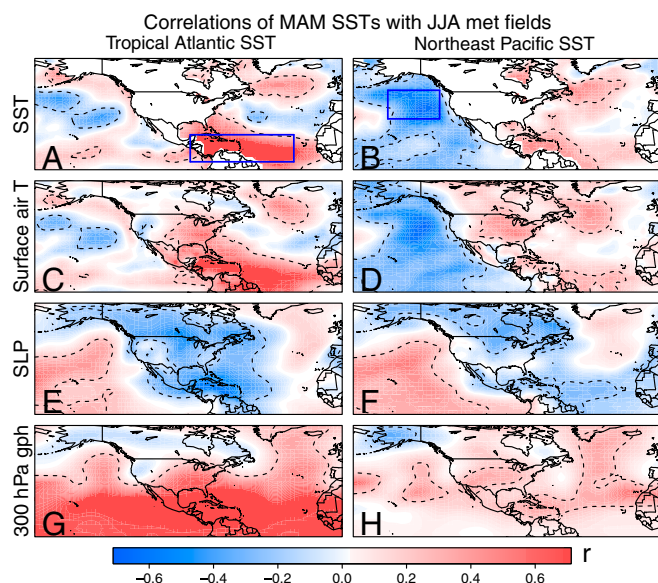 Correlations of MAM SSTs with JJA met fields
Tropical Atlantic SST
Northeast Pacific SST
SST
A
B
Surface air T
C
D
SLP
E
F
300 hPa gph
G
H
−0.6 −0.4 −0.2 0.0 0.2 0.4 0.6
r